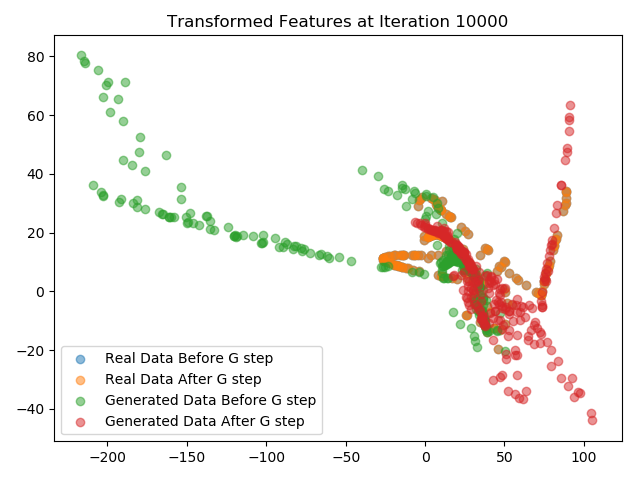 Transformed Features at Iteration 10000
80
60
40
20
0
−20
−40
Real Data Before G step
Real Data After G step
Generated Data Before G step
Generated Data After G step
−200 −150 −100 −50 0 50 100